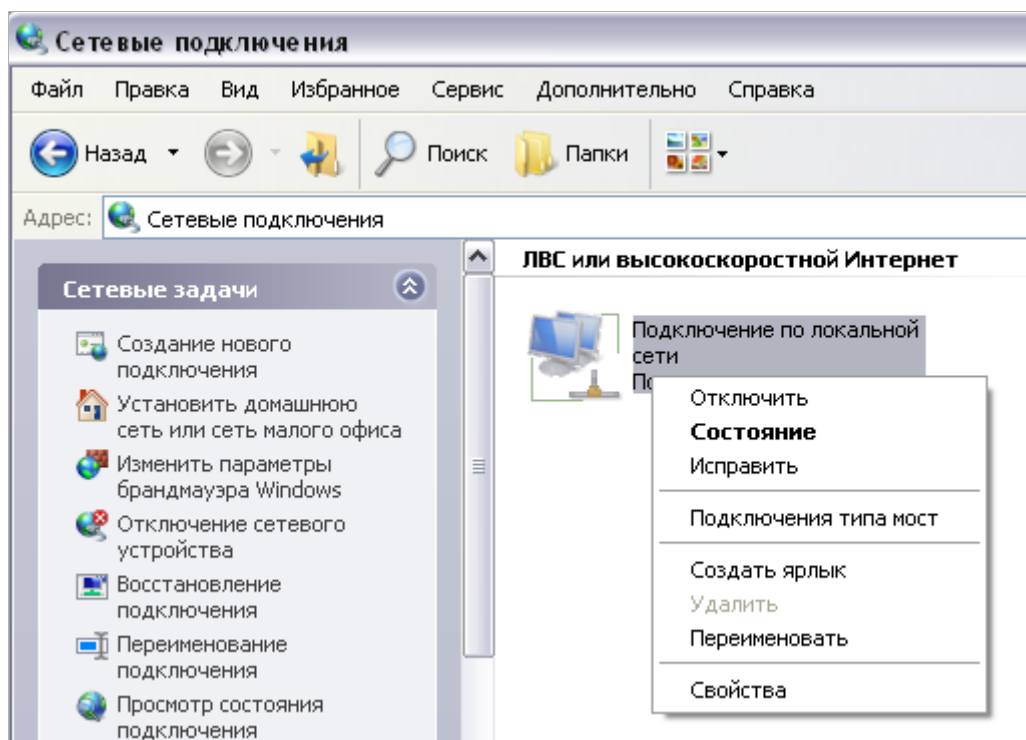 Сетевые подключения
Файл Правка Вид Избранное Сервис Дополнительно Справка
Назад Поиск Папки
Адрес: Сетевые подключения
Сетевые задачи
Создание нового
подключения
Установить домашнюю
сеть или сеть малого офиса
Изменить параметры
брандмауэра Windows
Отключение сетевого
устройства
Восстановление
подключения
Переименование
подключения
Просмотр состояния
подключения
ЛВС или высокоскоростной Интернет
Подключение по локальной
сети
Отключить
Состояние
Исправить
Подключения типа мост
Создать ярлык
Удалить
Переименовать
Свойства